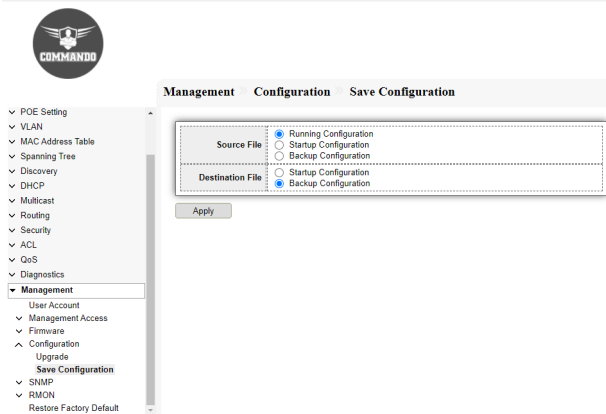 COMMANDO
Management Configuration Save Configuration
POE Setting
VLAN
MAC Address Table
Spanning Tree
Discovery
DHCP
Multicast
Routing
Security
ACL
QoS
Diagnostics
Management
User Account
Management Access
Firmware
Configuration
Upgrade
Save Configuration
SNMP
RMON
Restore Factory Default
Source File
Running Configuration
Startup Configuration
Backup Configuration
Destination File
Startup Configuration
Backup Configuration
Apply